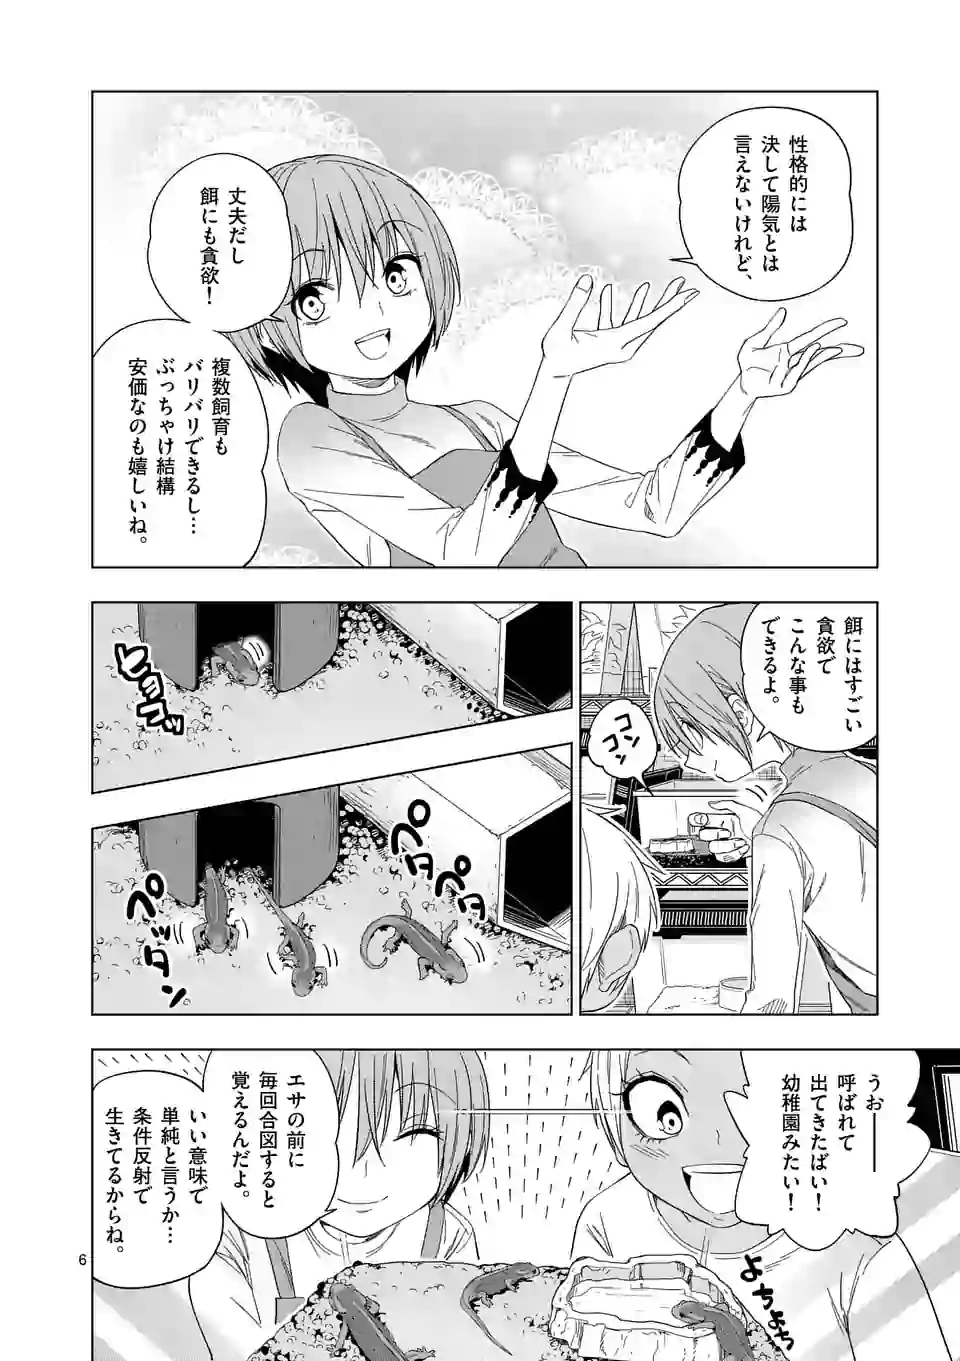 性格的には
決して陽気とは
言えないけれど、
丈夫だし
餌にも貪欲！
複数飼育も
バリバリできるし…
ぶっちゃけ結構
安価なのも嬉しいね。
餌にはすごい
貪欲で
こんな事も
できるよ。
コンコン
コン
ヒョコッ
プペッタン
プペタペタン
うおーー
呼ばれて
出てきたばい！
幼稚園みたい！
エサの前に
毎回合図すると
覚えるんだよ。
いい意味で
単純と言うか…
条件反射で
生きてるからね。
よちよち
6